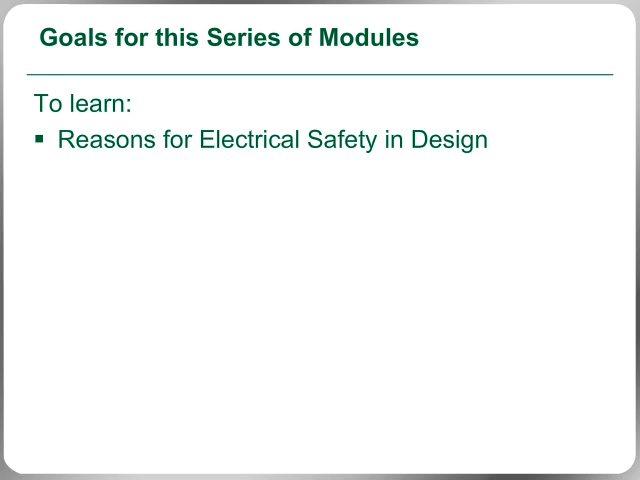 Goals for this Series of Modules
To learn:
▪ Reasons for Electrical Safety in Design